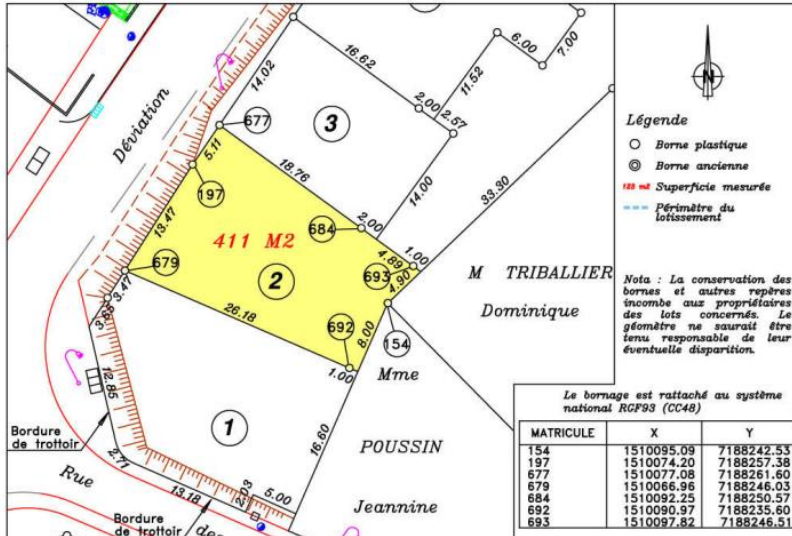 16.62
6.00
7.00
11.52
14.02
2.00
2.57
Déviation
677
3
5.11
18.76
14.00
33.30
197
13.47
684
2.00
411 M2
4.89
1.00
693
4.90
679
2
3.47
26.18
692
8.00
154
1.00
3.65
12.85
1
16.60
Bordure
de trottoir
2.71
Rue
13.18
2.03
5.00
Bordure
de trottoir
des
M TRIBALLIER
Dominique
Mme
POUSSIN
Jeannine
N
Légende
Borne plastique
Borne ancienne
123 m2 Superficie mesurée
Périmètre du
lotissement
Nota : La conservation des
bornes et autres repères
incombe aux propriétaires
des lots concernés. Le
géomètre ne saurait être
tenu responsable de leur
éventuelle disparition.
Le bornage est rattaché au système
national RGF93 (CC48)
MATRICULE X Y
154 1510095.09 7188242.53
197 1510074.20 7188257.38
677 1510077.08 7188261.60
679 1510066.96 7188246.03
684 1510092.25 7188250.57
692 1510090.97 7188235.60
693 1510097.82 7188246.51